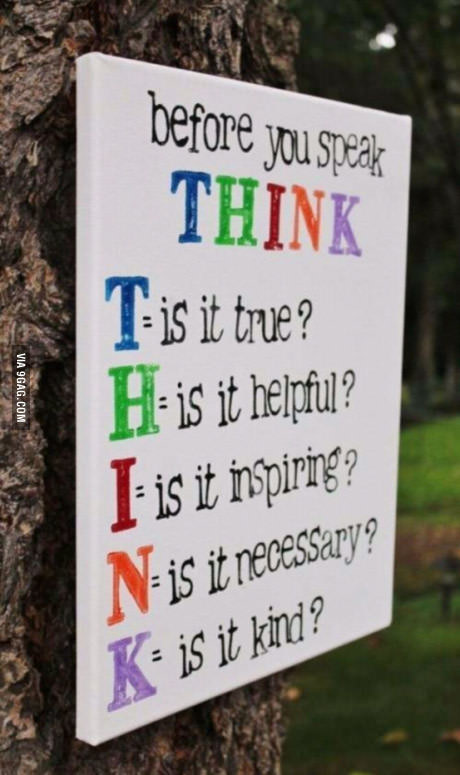 before you speak
THINK
T= is it true?
H= is it helpful?
I= is it inspiring?
N= is it necessary?
K= is it kind?
VIA 9GAG.COM